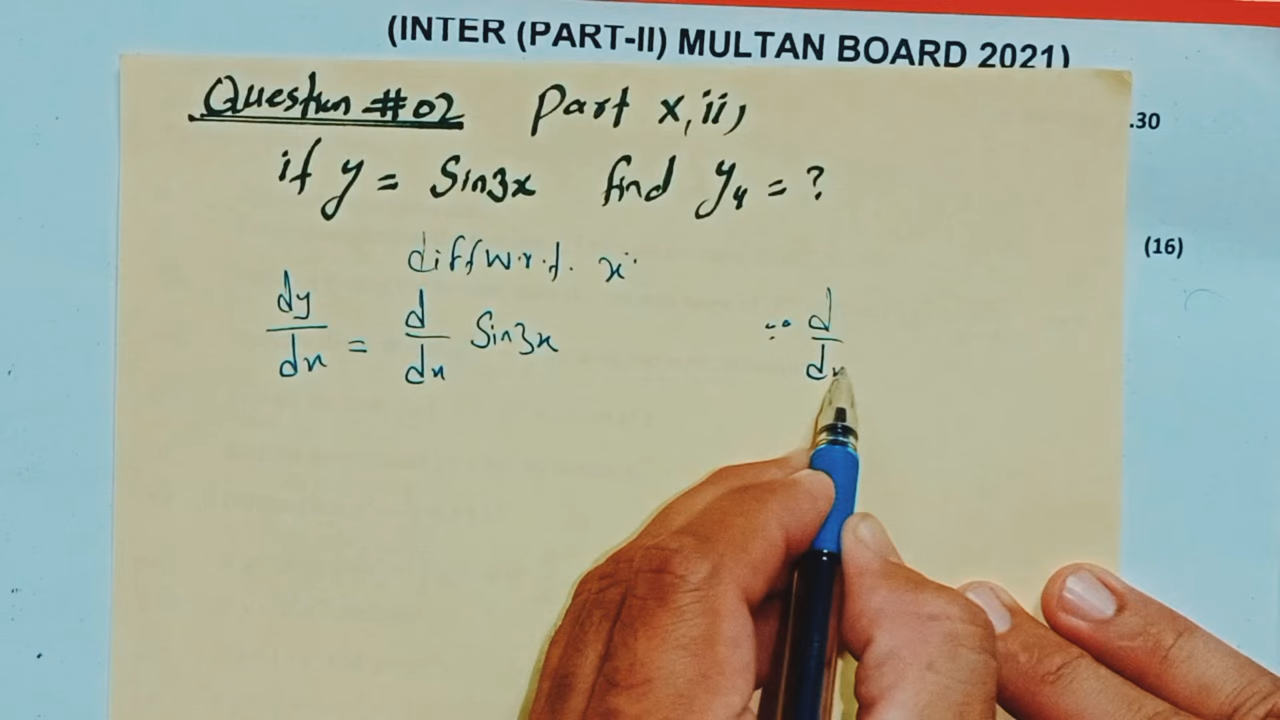 (INTER (PART-II) MULTAN BOARD 2021)
Question #02 Part x,ii,
.30
if y = Sin3x find y₄ = ?
(16)
diff w.r.t. x.
dy/dx = d/dx Sin3x ∵ d/dx